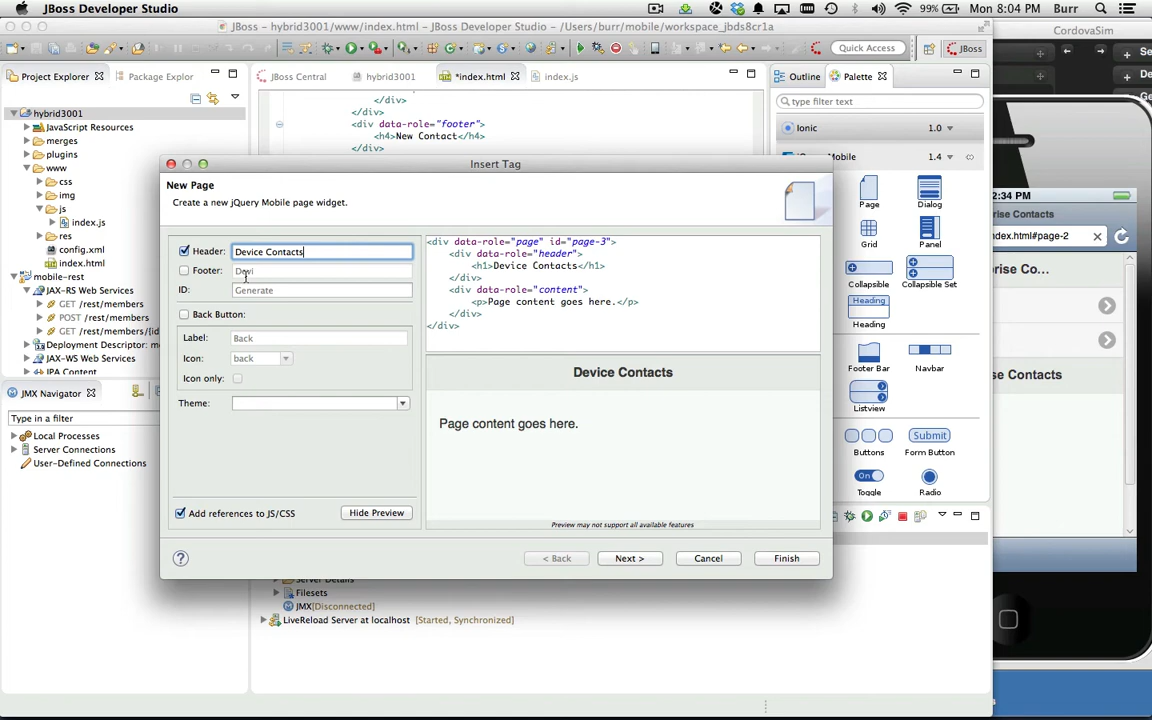 JBoss Developer Studio
99%
Mon 8:04 PM
Burr
JBoss Developer Studio – hybrid3001/www/index.html – JBoss Developer Studio – /Users/burr/mobile/workspace_jbds8cr1a
CordovaSim
Quick Access
JBoss
Project Explorer
Package Explor
JBoss Central
hybrid3001
*index.html
index.js
Outline
Palette
type filter text
hybrid3001
JavaScript Resources
merges
plugins
www
css
img
js
index.js
res
config.xml
index.html
mobile-rest
JAX-RS Web Services
GET /rest/members
POST /rest/members
GET /rest/members/[id
Deployment Descriptor: m
JAX-WS Web Services
JPA Content
</div>
</div>
<div data-role="footer">
<h4>New Contact</h4>
</div>
Ionic
1.0
Mobile
1.4
Page
Dialog
Grid
Panel
Collapsible
Collapsible Set
Heading
Heading
Footer Bar
Navbar
Listview
Buttons
Submit
Form Button
On
Toggle
Radio
Insert Tag
New Page
Create a new jQuery Mobile page widget.
Header:
Device Contacts
Footer:
Devi
ID:
Generate
Back Button:
Label:
Back
Icon:
back
Icon only:
Theme:
Add references to JS/CSS
Hide Preview
<div data-role="page" id="page-3">
<div data-role="header">
<h1>Device Contacts</h1>
</div>
<div data-role="content">
<p>Page content goes here.</p>
</div>
</div>
Device Contacts
Page content goes here.
Preview may not support all available features
?
< Back
Next >
Cancel
Finish
JMX Navigator
Type in a filter
Local Processes
Server Connections
User-Defined Connections
Server Details
Filesets
JMX[Disconnected]
LiveReload Server at localhost [Started, Synchronized]
2:34 PM
rise Contacts
dex.html#page-2
rise Co...
se Contacts